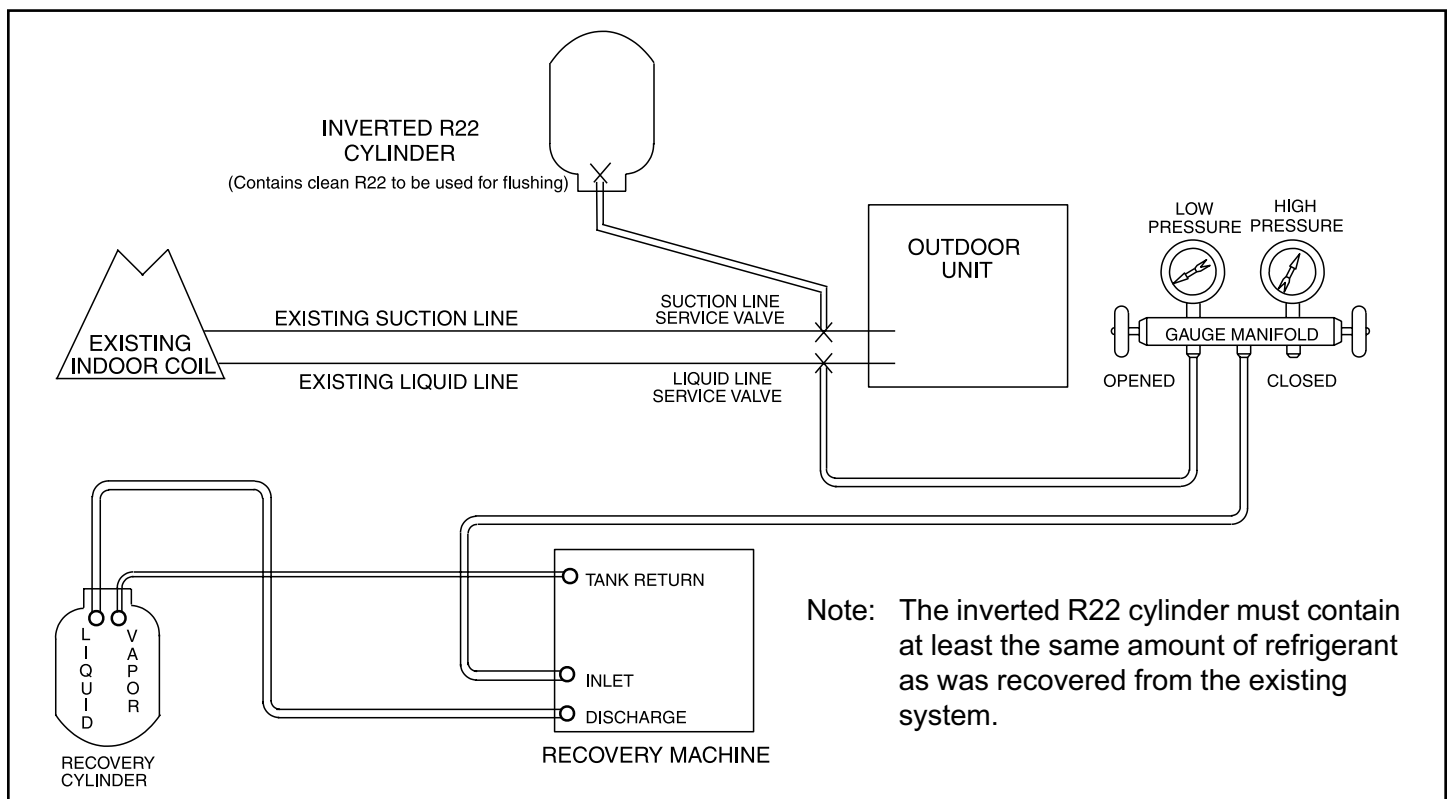 INVERTED R22
CYLINDER
(Contains clean R22 to be used for flushing)
LOW
PRESSURE
HIGH
PRESSURE
OUTDOOR
UNIT
SUCTION LINE
SERVICE VALVE
EXISTING SUCTION LINE
GAUGE MANIFOLD
EXISTING
INDOOR COIL
EXISTING LIQUID LINE
LIQUID LINE
SERVICE VALVE
OPENED
CLOSED
TANK RETURN
INLET
DISCHARGE
RECOVERY MACHINE
LIQUID
VAPOR
RECOVERY
CYLINDER
Note: The inverted R22 cylinder must contain
at least the same amount of refrigerant
as was recovered from the existing
system.